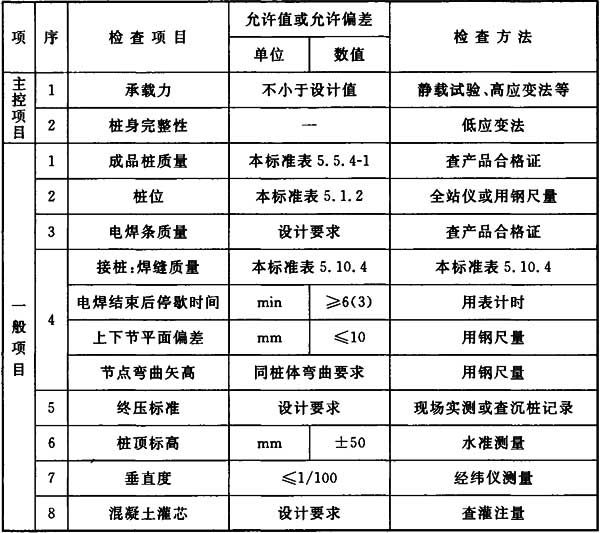 项 序 检查项目 允许值或允许偏差 检查方法
单位 数值
主控项目
1 承载力 不小于设计值 静载试验、高应变法等
2 桩身完整性 — 低应变法
一般项目
1 成品桩质量 本标准表5.5.4-1 查产品合格证
2 桩位 本标准表5.1.2 全站仪或用钢尺量
3 电焊条质量 设计要求 查产品合格证
4 接桩:焊缝质量 本标准表5.10.4 本标准表5.10.4
电焊结束后停歇时间 min ≥6(3) 用表计时
上下节平面偏差 mm ≤10 用钢尺量
节点弯曲矢高 同桩体弯曲要求 用钢尺量
5 终压标准 设计要求 现场实测或查沉桩记录
6 桩顶标高 mm ±50 水准测量
7 垂直度 ≤1/100 经纬仪测量
8 混凝土灌芯 设计要求 查灌注量